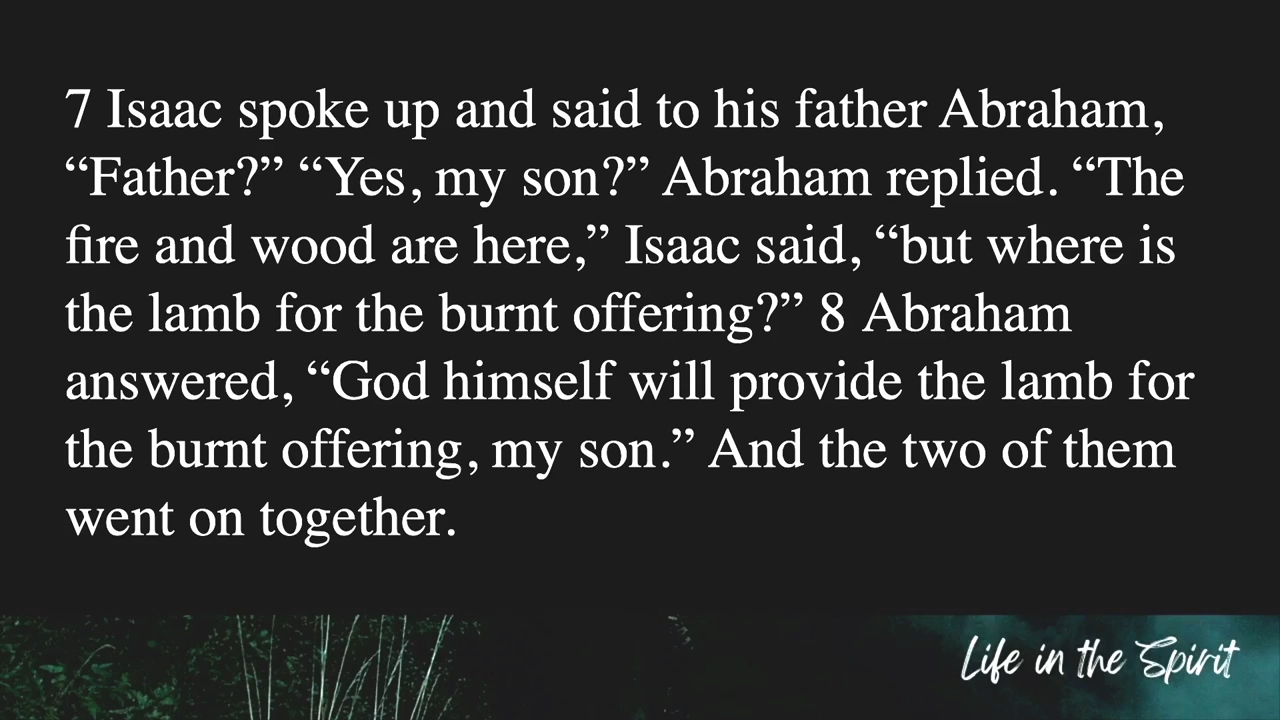 7 Isaac spoke up and said to his father Abraham,
“Father?” “Yes, my son?” Abraham replied. “The
fire and wood are here,” Isaac said, “but where is
the lamb for the burnt offering?” 8 Abraham
answered, “God himself will provide the lamb for
the burnt offering, my son.” And the two of them
went on together.
Life in the Spirit